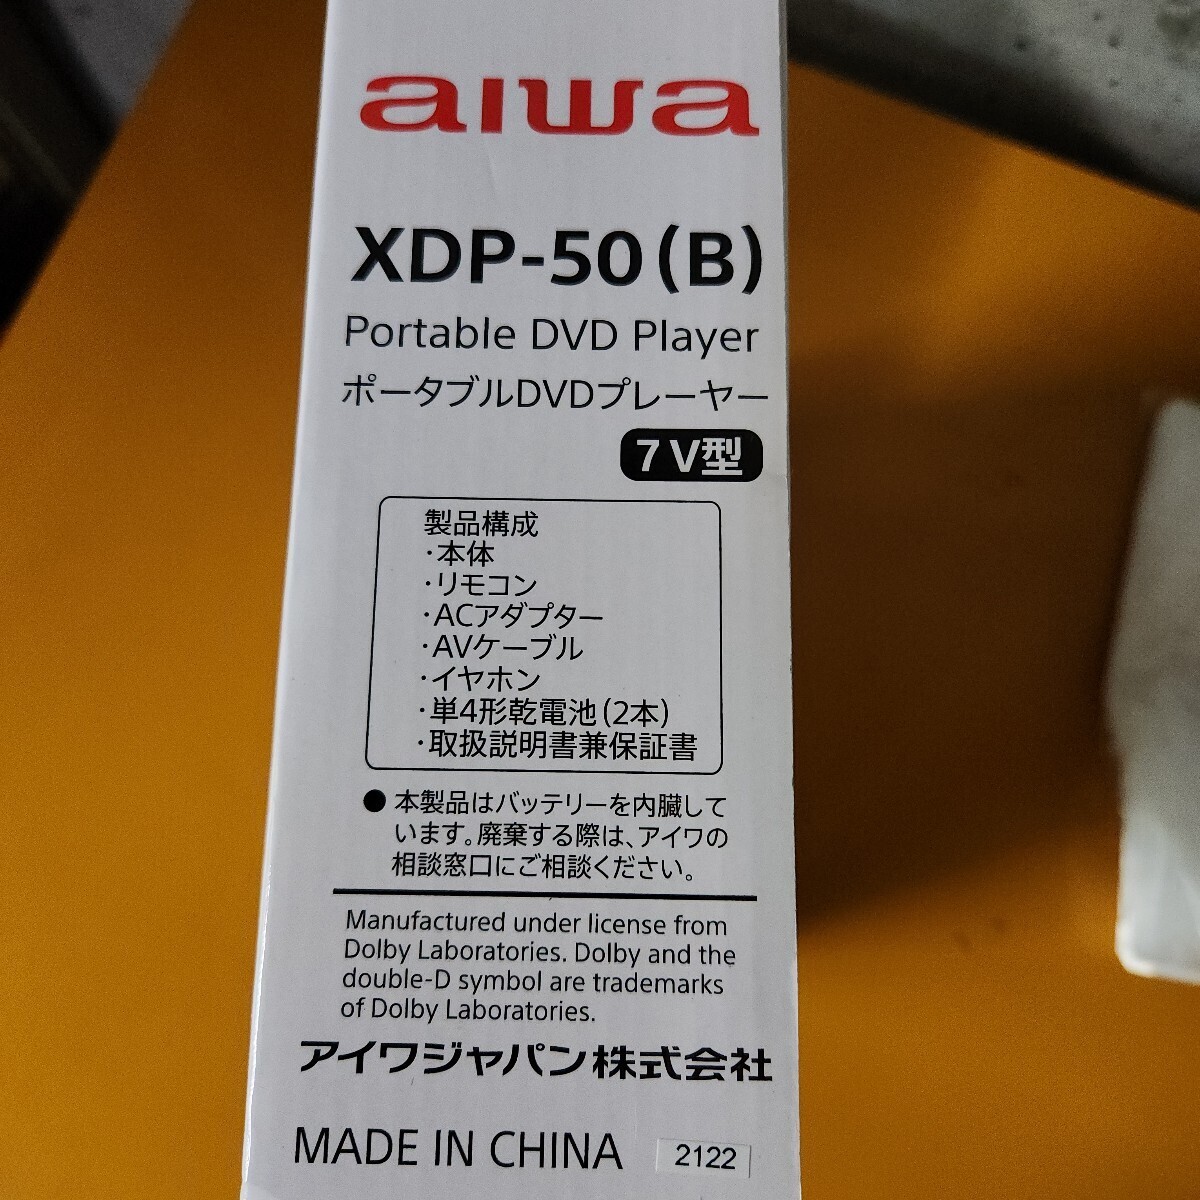 aiwa
XDP-50(B)
Portable DVD Player
ポータブルDVDプレーヤー
7V型
製品構成
・本体
・リモコン
・ACアダプター
・AVケーブル
・イヤホン
・単4形乾電池(2本)
・取扱説明書兼保証書
● 本製品はバッテリーを内臓して
います。廃棄する際は、アイワの
相談窓口にご相談ください。
Manufactured under license from
Dolby Laboratories. Dolby and the
double-D symbol are trademarks
of Dolby Laboratories.
アイワジャパン株式会社
MADE IN CHINA 2122